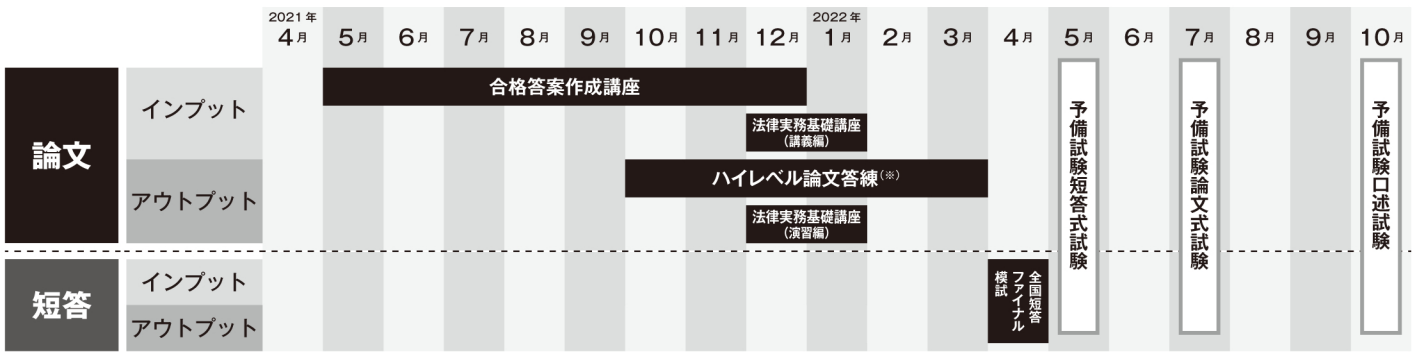 2021年
2022年
4月 5月 6月 7月 8月 9月 10月 11月 12月 1月 2月 3月 4月 5月 6月 7月 8月 9月 10月
論文
インプット
合格答案作成講座
法律実務基礎講座
（講義編）
アウトプット
ハイレベル論文答練（※）
法律実務基礎講座
（演習編）
短答
インプット
アウトプット
全国短答
ファイナル
模試
予備試験短答式試験
予備試験論文式試験
予備試験口述試験